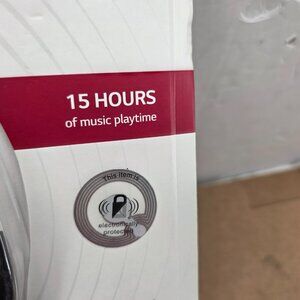 15 HOURS
of music playtime
This item is
electronically
protected